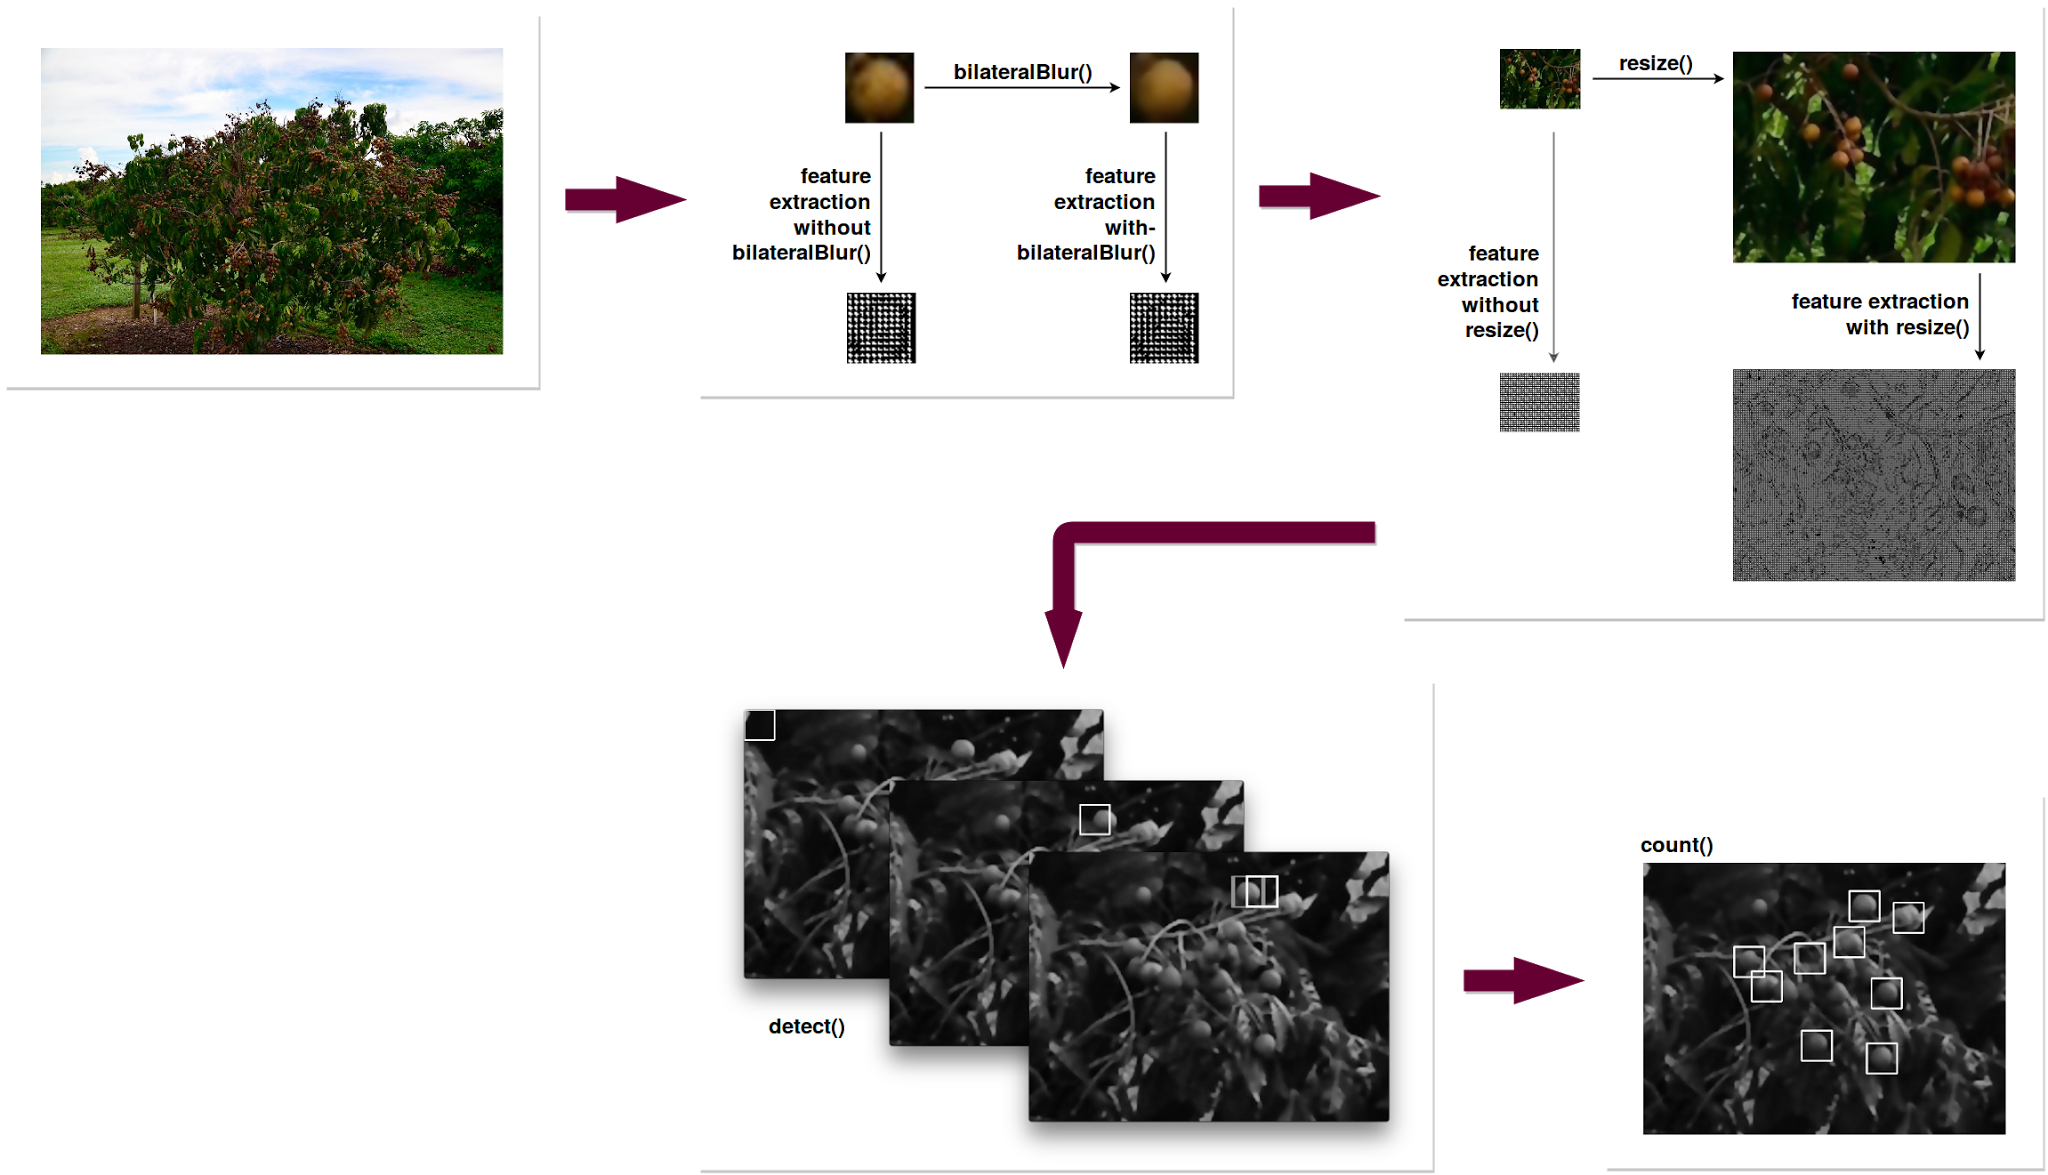 bilateralBlur()
feature
extraction
without
bilateralBlur()
feature
extraction
with-
bilateralBlur()
resize()
feature
extraction
without
resize()
feature extraction
with resize()
detect()
count()